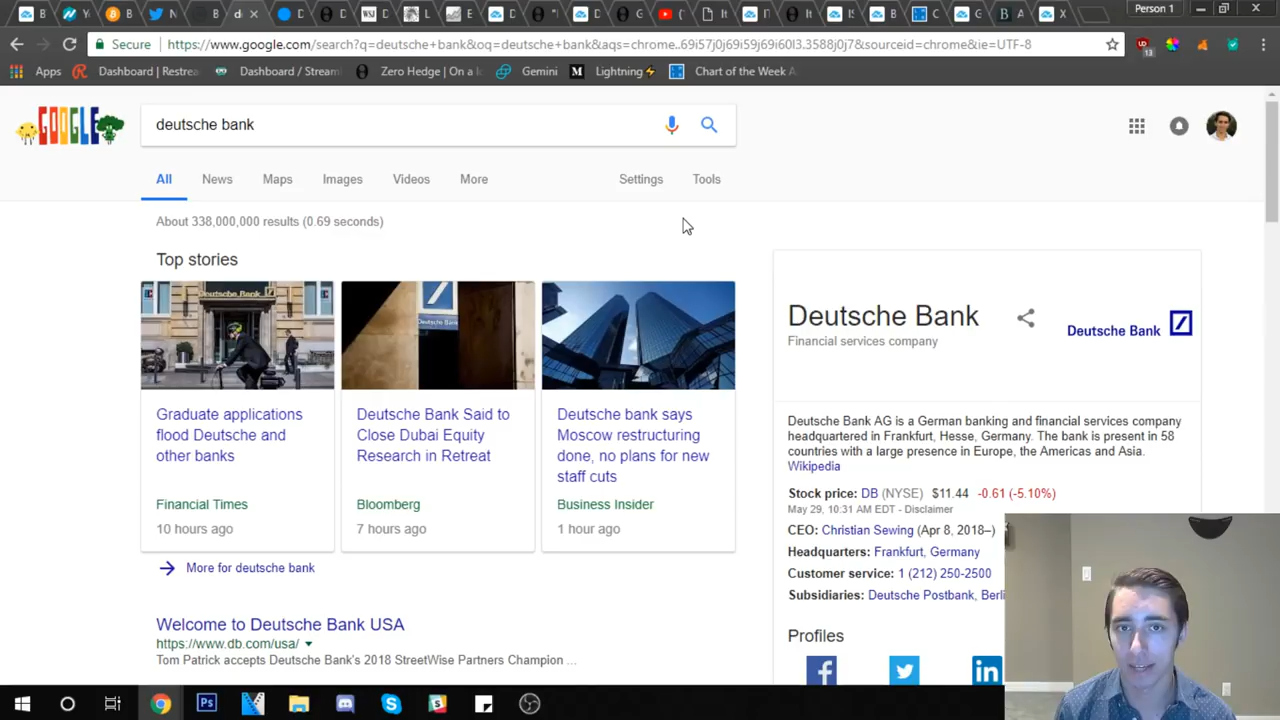 Person 1
Secure
https://www.google.com/search?q=deutsche+bank&oq=deutsche+bank&aqs=chrome..69i57j0j69i59j69i60l3.3588j0j7&sourceid=chrome&ie=UTF-8
13
Apps
Dashboard | Restrea
Dashboard / Stream
Zero Hedge | On a l
Gemini
Lightning⚡
Chart of the Week A
GOOGLE
deutsche bank
All
News
Maps
Images
Videos
More
Settings
Tools
About 338,000,000 results (0.69 seconds)
Top stories
Graduate applications
flood Deutsche and
other banks
Financial Times
10 hours ago
Deutsche Bank Said to
Close Dubai Equity
Research in Retreat
Bloomberg
7 hours ago
Deutsche bank says
Moscow restructuring
done, no plans for new
staff cuts
Business Insider
1 hour ago
More for deutsche bank
Welcome to Deutsche Bank USA
https://www.db.com/usa/
Tom Patrick accepts Deutsche Bank's 2018 StreetWise Partners Champion ...
Deutsche Bank
Financial services company
Deutsche Bank
Deutsche Bank AG is a German banking and financial services company
headquartered in Frankfurt, Hesse, Germany. The bank is present in 58
countries with a large presence in Europe, the Americas and Asia.
Wikipedia
Stock price: DB (NYSE) $11.44 -0.61 (-5.10%)
May 29, 10:31 AM EDT - Disclaimer
CEO: Christian Sewing (Apr 8, 2018–)
Headquarters: Frankfurt, Germany
Customer service: 1 (212) 250-2500
Subsidiaries: Deutsche Postbank, Berli
Profiles